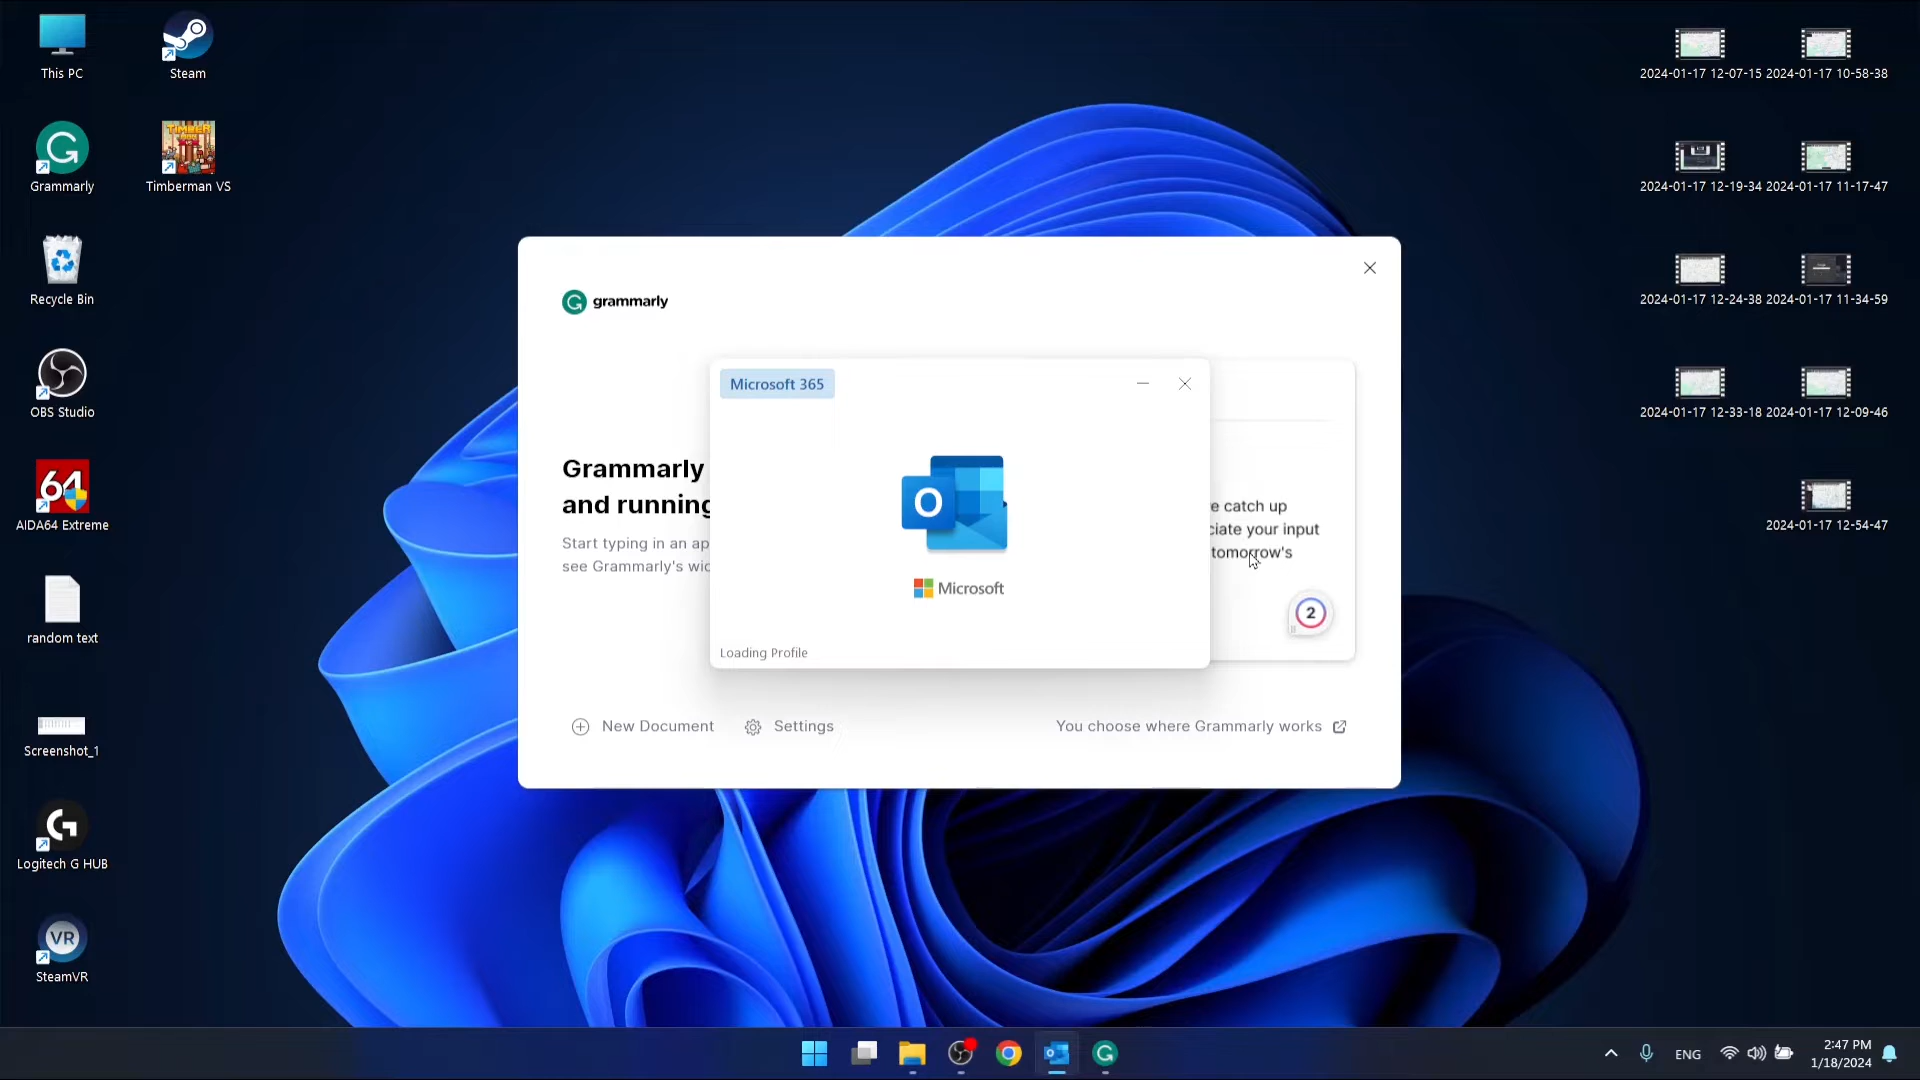 This PC
Steam
Grammarly
Timberman VS
Recycle Bin
OBS Studio
64
AIDA64 Extreme
random text
Screenshot_1
Logitech G HUB
VR
SteamVR
2024-01-17 12-07-15
2024-01-17 10-58-38
2024-01-17 12-19-34
2024-01-17 11-17-47
2024-01-17 12-24-38
2024-01-17 11-34-59
2024-01-17 12-33-18
2024-01-17 12-09-46
2024-01-17 12-54-47
grammarly
Grammarly
and running
Start typing in an ap
see Grammarly's wid
Microsoft 365
Microsoft
Loading Profile
e catch up
ciate your input
tomorrow's
2
New Document
Settings
You choose where Grammarly works
ENG
2:47 PM
1/18/2024